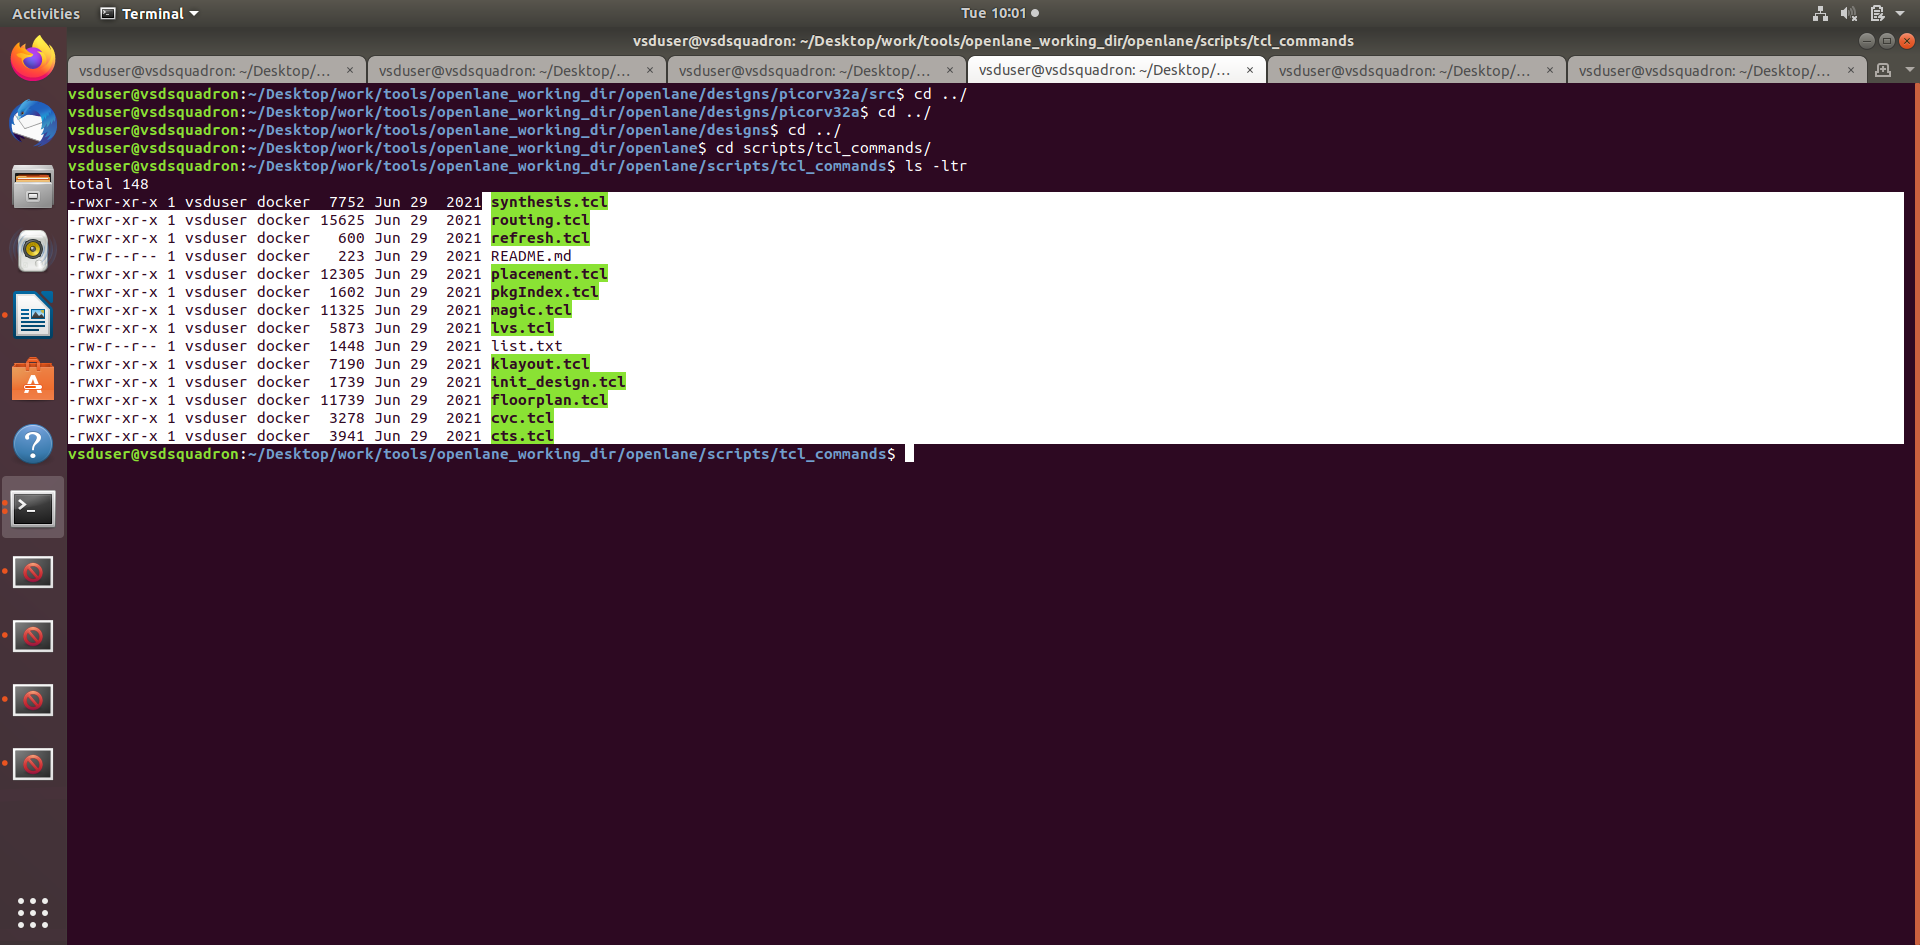 Activities Terminal Tue 10:01
vsduser@vsdsquadron: ~/Desktop/work/tools/openlane_working_dir/openlane/scripts/tcl_commands
vsduser@vsdsquadron: ~/Desktop/... × vsduser@vsdsquadron: ~/Desktop/... × vsduser@vsdsquadron: ~/Desktop/... × vsduser@vsdsquadron: ~/Desktop/... × vsduser@vsdsquadron: ~/Desktop/... × vsduser@vsdsquadron: ~/Desktop/... ×
vsduser@vsdsquadron:~/Desktop/work/tools/openlane_working_dir/openlane/designs/picorv32a/src$ cd ../
vsduser@vsdsquadron:~/Desktop/work/tools/openlane_working_dir/openlane/designs/picorv32a$ cd ../
vsduser@vsdsquadron:~/Desktop/work/tools/openlane_working_dir/openlane/designs$ cd ../
vsduser@vsdsquadron:~/Desktop/work/tools/openlane_working_dir/openlane$ cd scripts/tcl_commands/
vsduser@vsdsquadron:~/Desktop/work/tools/openlane_working_dir/openlane/scripts/tcl_commands$ ls -ltr
total 148
-rwxr-xr-x 1 vsduser docker  7752 Jun 29  2021 synthesis.tcl
-rwxr-xr-x 1 vsduser docker 15625 Jun 29  2021 routing.tcl
-rwxr-xr-x 1 vsduser docker   600 Jun 29  2021 refresh.tcl
-rw-r--r-- 1 vsduser docker   223 Jun 29  2021 README.md
-rwxr-xr-x 1 vsduser docker 12305 Jun 29  2021 placement.tcl
-rwxr-xr-x 1 vsduser docker  1602 Jun 29  2021 pkgIndex.tcl
-rwxr-xr-x 1 vsduser docker 11325 Jun 29  2021 magic.tcl
-rwxr-xr-x 1 vsduser docker  5873 Jun 29  2021 lvs.tcl
-rw-r--r-- 1 vsduser docker  1448 Jun 29  2021 list.txt
-rwxr-xr-x 1 vsduser docker  7190 Jun 29  2021 klayout.tcl
-rwxr-xr-x 1 vsduser docker  1739 Jun 29  2021 init_design.tcl
-rwxr-xr-x 1 vsduser docker 11739 Jun 29  2021 floorplan.tcl
-rwxr-xr-x 1 vsduser docker  3278 Jun 29  2021 cvc.tcl
-rwxr-xr-x 1 vsduser docker  3941 Jun 29  2021 cts.tcl
vsduser@vsdsquadron:~/Desktop/work/tools/openlane_working_dir/openlane/scripts/tcl_commands$